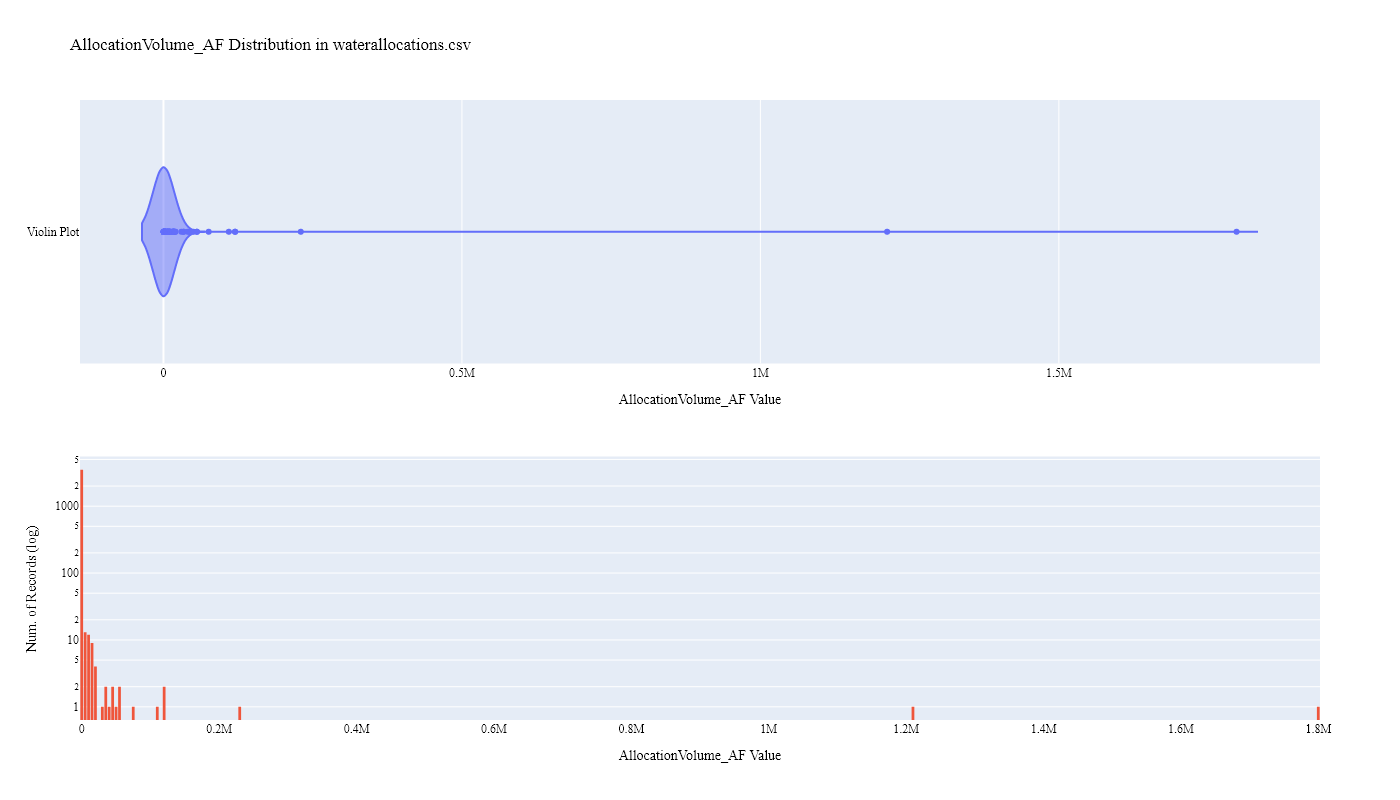 AllocationVolume_AF Distribution in waterallocations.csv
Violin Plot
0 0.5M 1M 1.5M
AllocationVolume_AF Value
5
2
1000
5
2
100
5
2
10
5
2
1
Num. of Records (log)
0 0.2M 0.4M 0.6M 0.8M 1M 1.2M 1.4M 1.6M 1.8M
AllocationVolume_AF Value